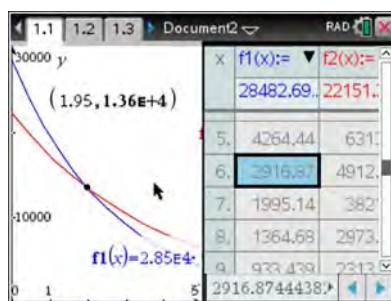 1.1 1.2 1.3 Document2 RAD
30000 y
(1.95, 1.36E+4)
10000
f1(x)=2.85E4·
0 1 5
x f1(x):= ▼ f2(x):=
28482.69.. 22151..
5. 4264.44 631
6. 2916.87 4912.
7. 1995.14 382
8. 1364.68 2973.
9. 933.439 2313
2916.8744438